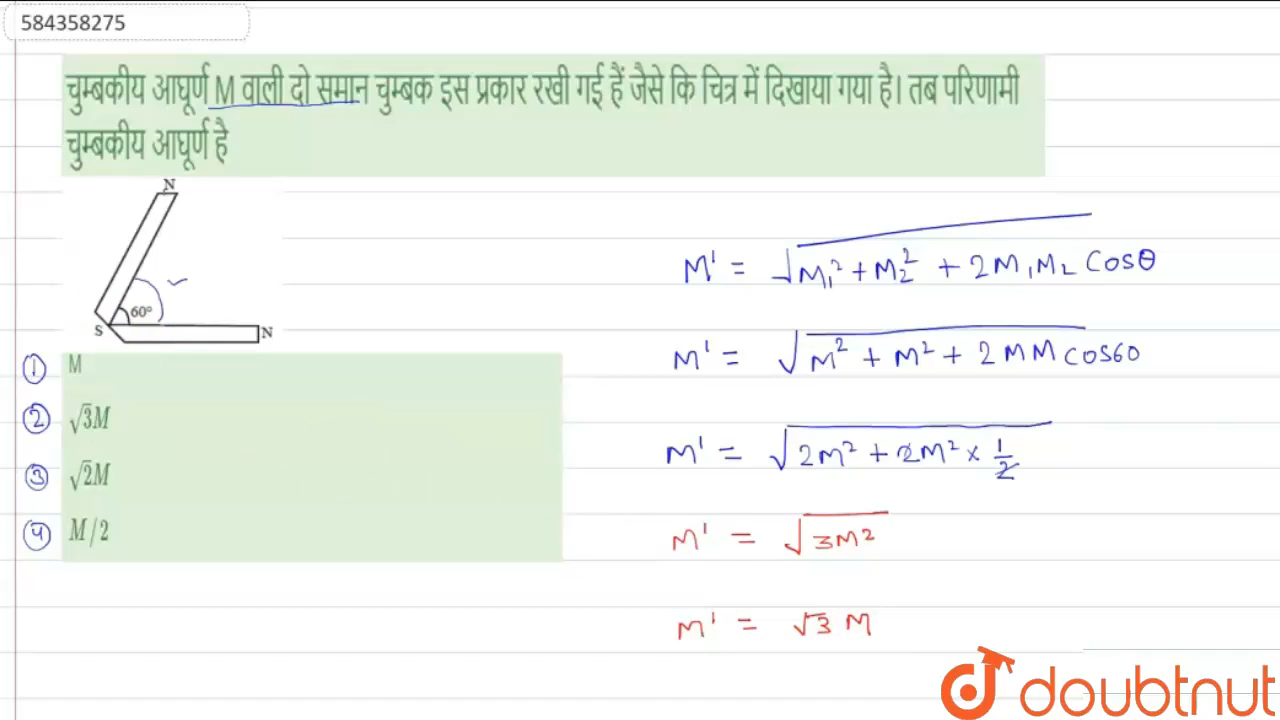 584358275
चुम्बकीय आघूर्ण M वाली दो समान चुम्बक इस प्रकार रखी गई हैं जैसे कि चित्र में दिखाया गया है। तब परिणामी
चुम्बकीय आघूर्ण है
N
60°
S
N
① M
② √3M
③ √2M
④ M/2
M' = √(M₁² + M₂² + 2M₁M₂ Cosθ)
M' = √(M² + M² + 2MM Cos60)
M' = √(2M² + 2M² × 1/2)
M' = √(3M²)
M' = √3 M
doubtnut